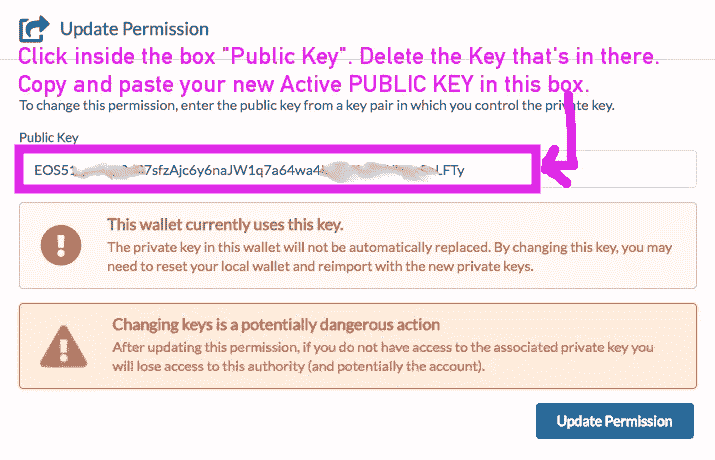 Update Permission
Click inside the box "Public Key". Delete the Key that's in there.
Copy and paste your new Active PUBLIC KEY in this box.
To change this permission, enter the public key from a key pair in which you control the private key.
Public Key
EOS51 7sfzAjc6y6naJW1q7a64wa4 LFTy
This wallet currently uses this key.
The private key in this wallet will not be automatically replaced. By changing this key, you may
need to reset your local wallet and reimport with the new private keys.
Changing keys is a potentially dangerous action
After updating this permission, if you do not have access to the associated private key you
will lose access to this authority (and potentially the account).
Update Permission